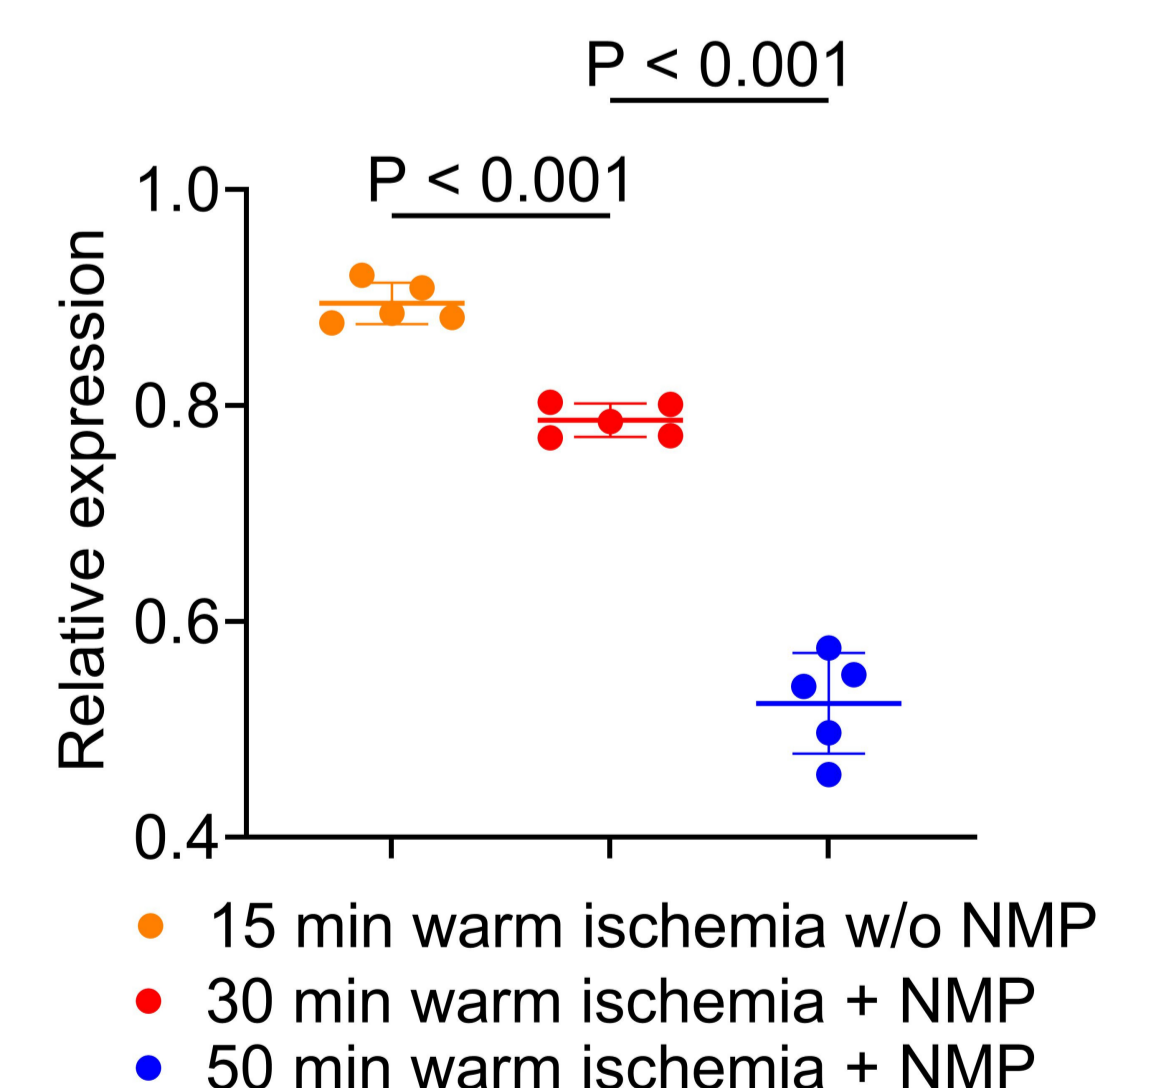 P < 0.001
P < 0.001
1.0
0.8
0.6
0.4
Relative expression
15 min warm ischemia w/o NMP
30 min warm ischemia + NMP
50 min warm ischemia + NMP